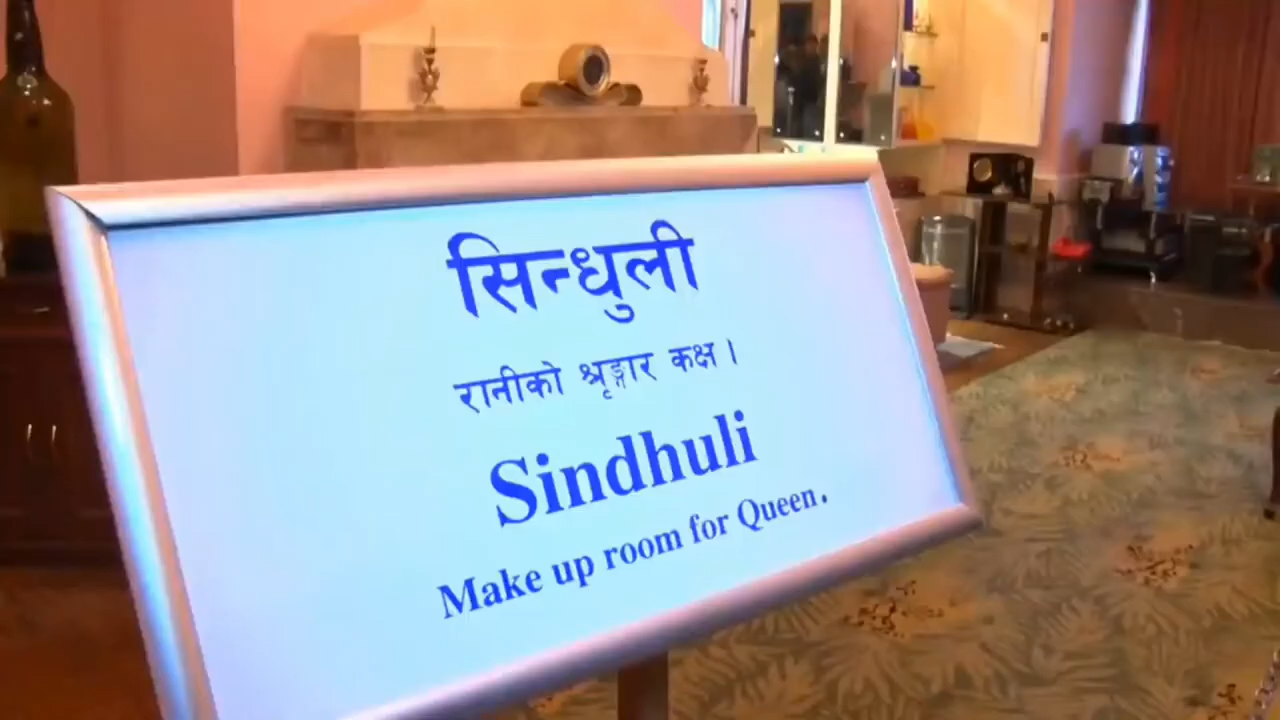 सिन्धुली
रानीको श्रृङ्गार कक्ष ।
Sindhuli
Make up room for Queen.